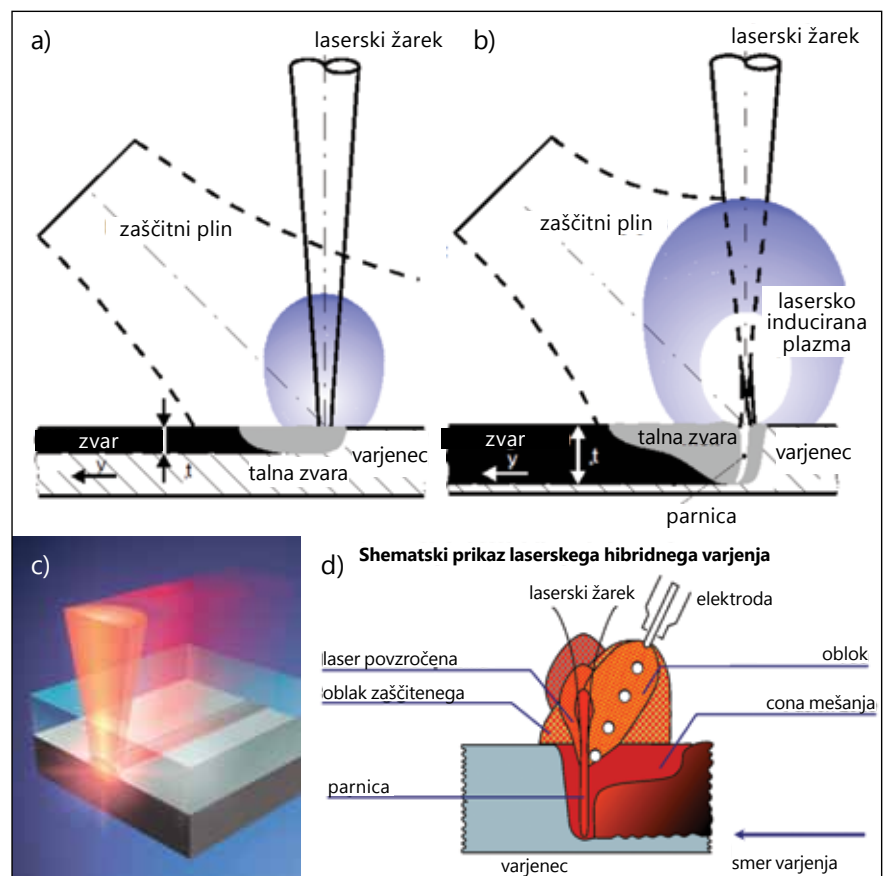 a)
laserski žarek
zaščitni plin
zvar
v
t
talna zvara
varjenec
b)
laserski žarek
zaščitni plin
lasersko
inducirana
plazma
zvar
v
t
talna zvara
varjenec
parnica
c)
d)
Shematski prikaz laserskega hibridnega varjenja
laserski žarek
elektroda
laser povzročena
oblok
oblak zaščitenega
cona mešanja
parnica
varjenec
smer varjenja